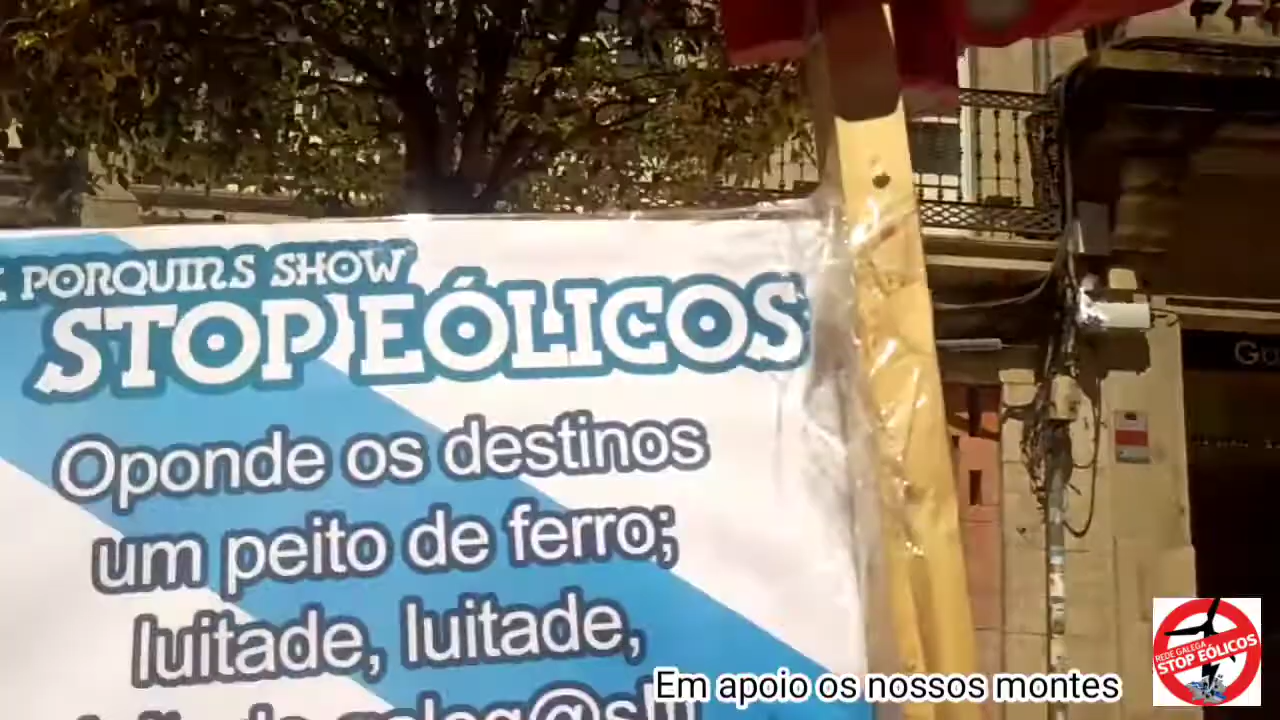 PORQUINS SHOW
STOP EÓLICOS
Oponde os destinos
um peito de ferro;
luitade, luitade,
galeg@s!!!
Em apoio os nossos montes
REDE GALEGA
STOP EÓLICOS